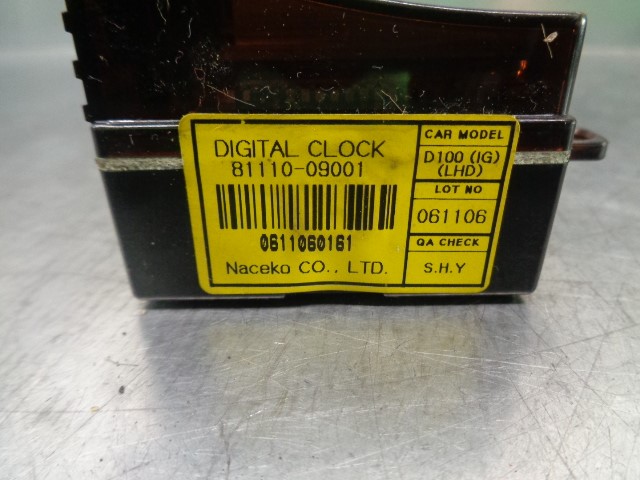 DIGITAL CLOCK
81110-09001
0611060161
Naceko CO., LTD.
CAR MODEL
D100 (IG)
(LHD)
LOT NO
061106
QA CHECK
S.H.Y